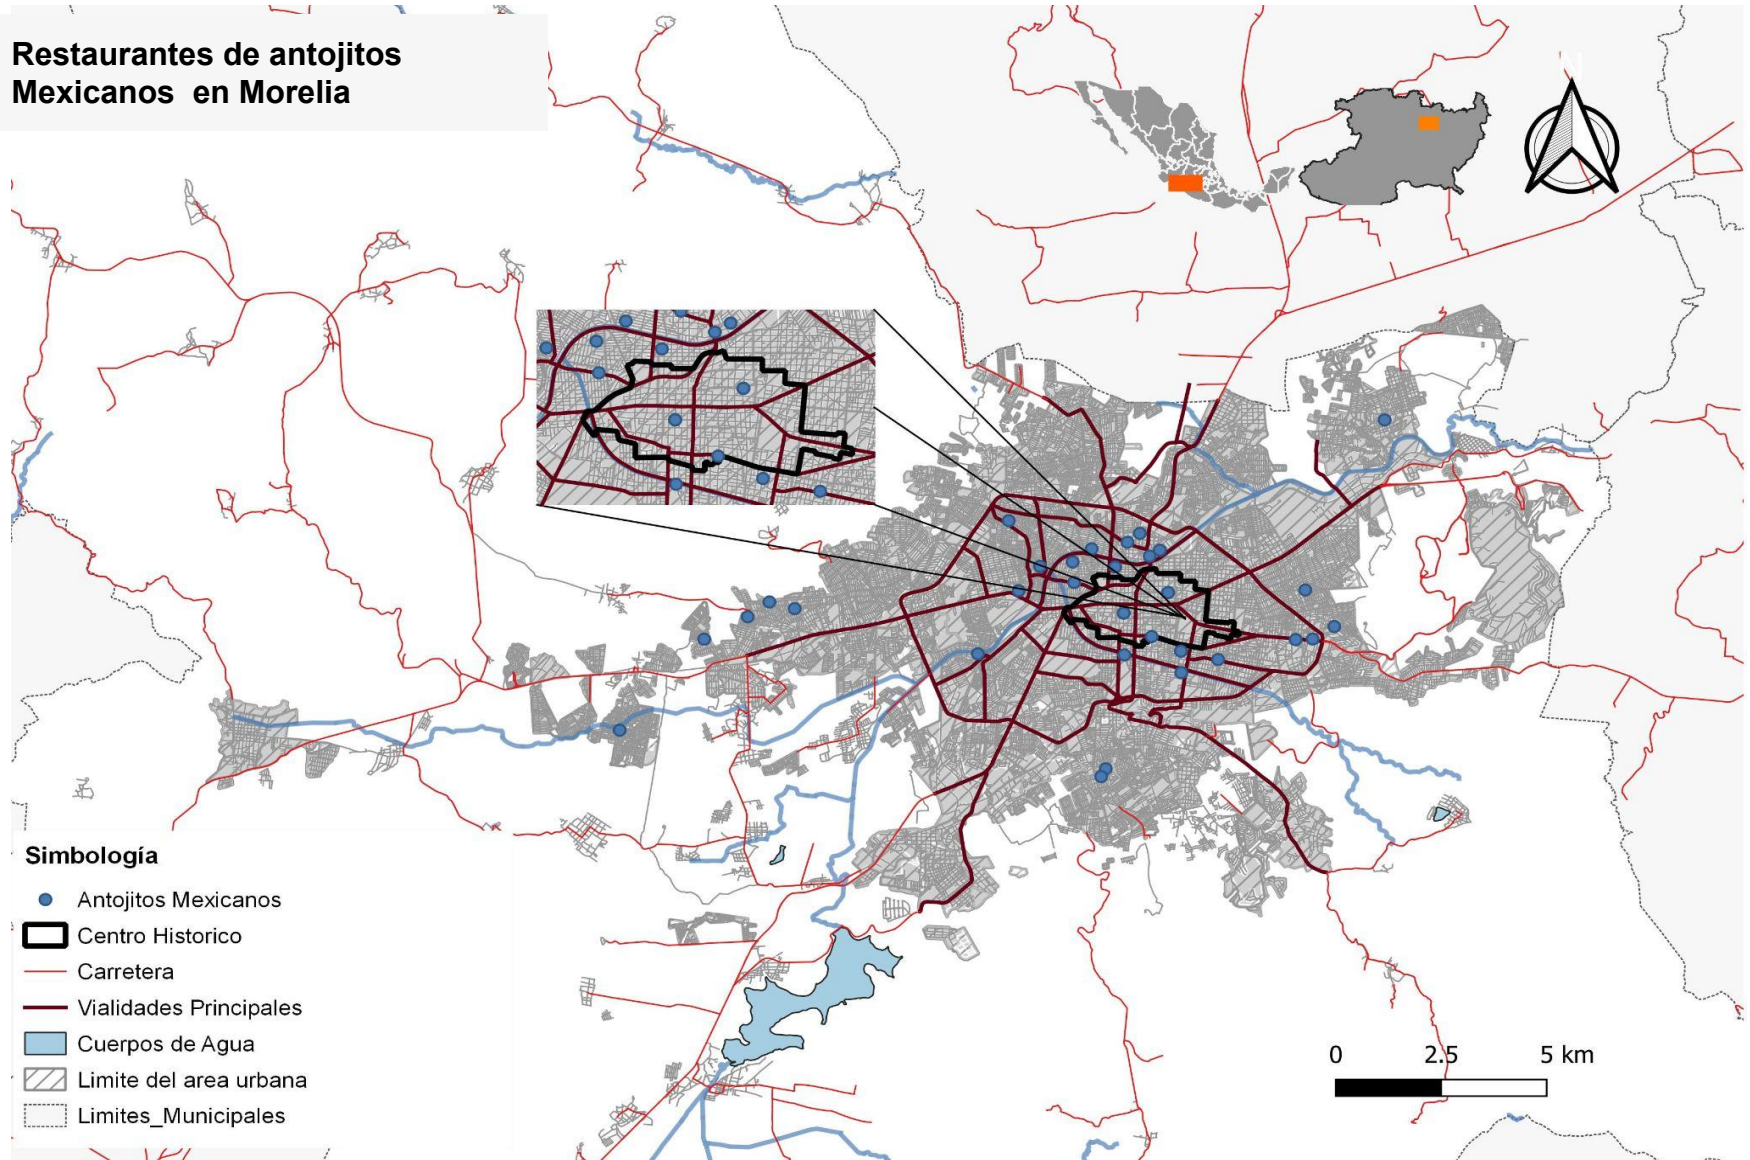 Restaurantes de antojitos
Mexicanos en Morelia
N
Simbología
Antojitos Mexicanos
Centro Historico
Carretera
Vialidades Principales
Cuerpos de Agua
Limite del area urbana
Limites_Municipales
0 2.5 5 km